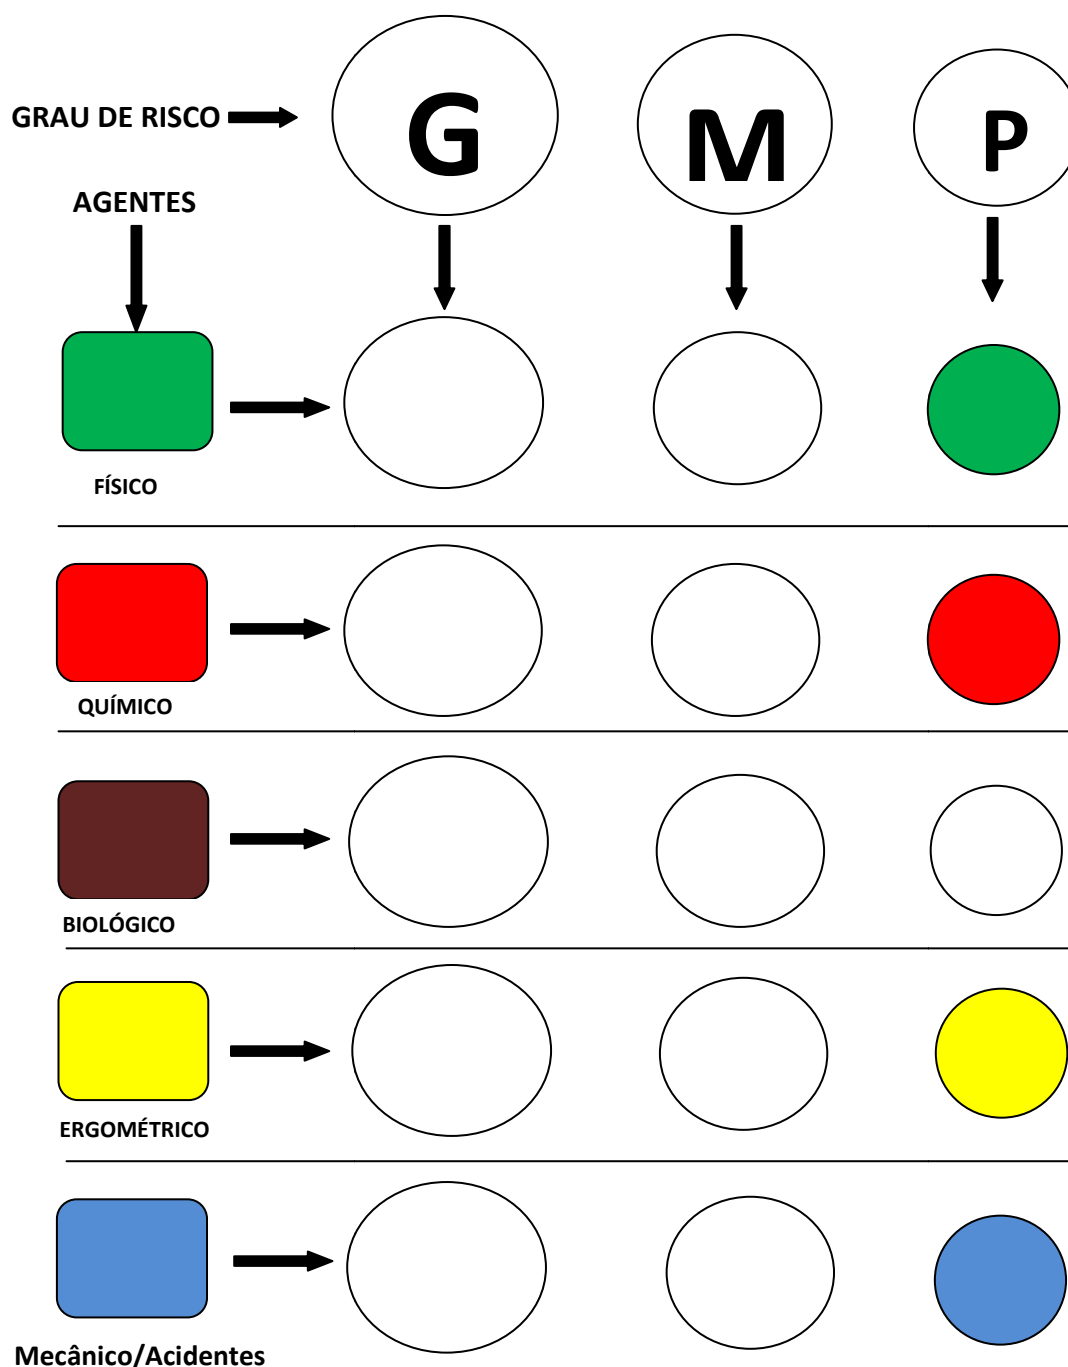 GRAU DE RISCO
G
M
P
AGENTES
FÍSICO
QUÍMICO
BIOLÓGICO
ERGOMÉTRICO
Mecânico/Acidentes